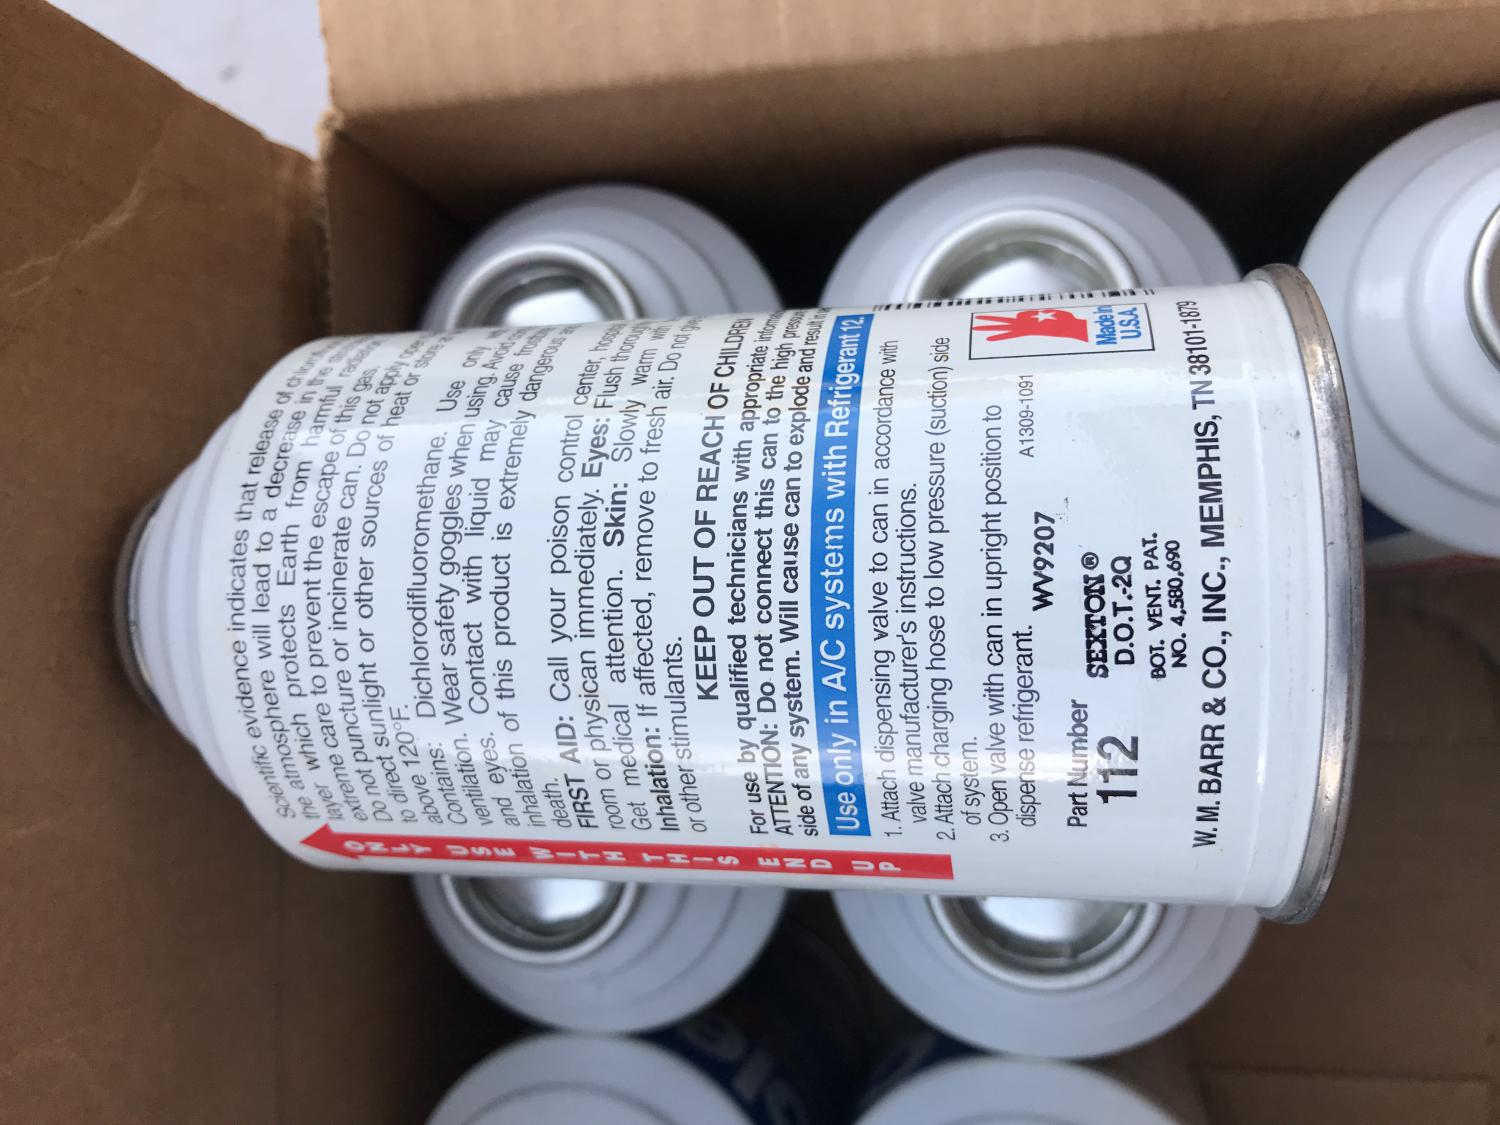 Scientific evidence indicates that release of
the atmosphere will lead to a decrease in the
layer which protects Earth from harmful
extreme care to prevent the escape of this gas.
Do not puncture or incinerate can. Do not apply
to direct sunlight or other sources of heat or
above 120°F.
Contains: Dichlorodifluoromethane. Use only
ventilation. Wear safety goggles when using. Avoid
and eyes. Contact with liquid may cause
inhalation of this product is extremely dangerous
death.
FIRST AID: Call your poison control center,
room or physican immediately. Eyes: Flush
Get medical attention. Skin: Slowly warm with
Inhalation: If affected, remove to fresh air. Do not
or other stimulants.
KEEP OUT OF REACH OF CHILDREN
For use by qualified technicians with appropriate
ATTENTION: Do not connect this can to the high
side of any system. Will cause can to explode and result in
Use only in A/C systems with Refrigerant 12.
1. Attach dispensing valve to can in accordance with
valve manufacturer's instructions.
2. Attach charging hose to low pressure (suction) side
of system.
3. Open valve with can in upright position to
dispense refrigerant.
WV9207
A1309-1091
Made in
U.S.A.
Part Number
112
SEXTON®
D.O.T.-2Q
BOT. VENT. PAT.
NO. 4,580,690
W. M. BARR & CO., INC., MEMPHIS, TN 38101-1879
ONLY USE WITH THIS END UP